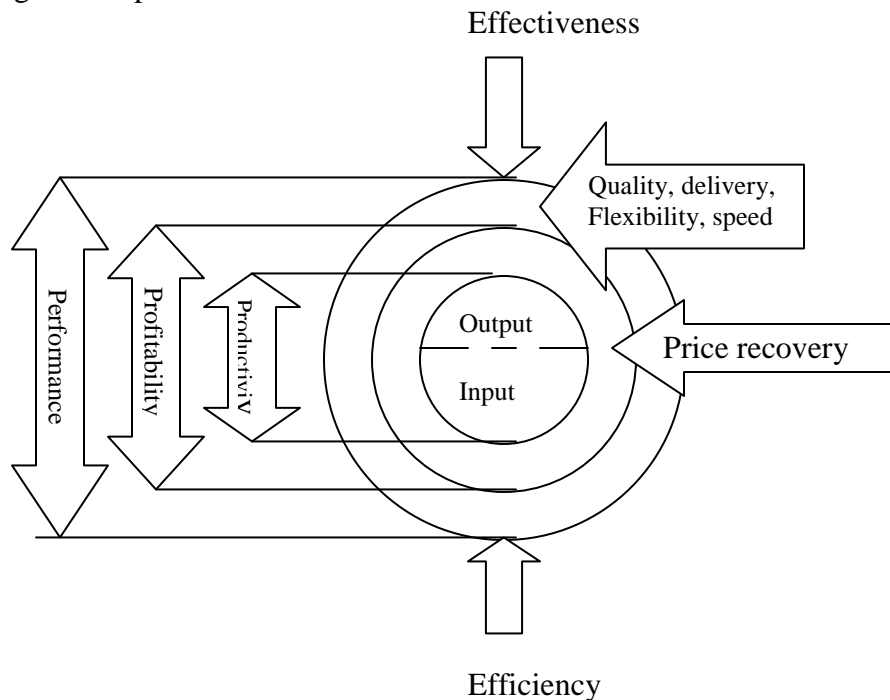 Effectiveness
Quality, delivery,
Flexibility, speed
Performance
Profitability
Output
Price recovery
Input
Efficiency